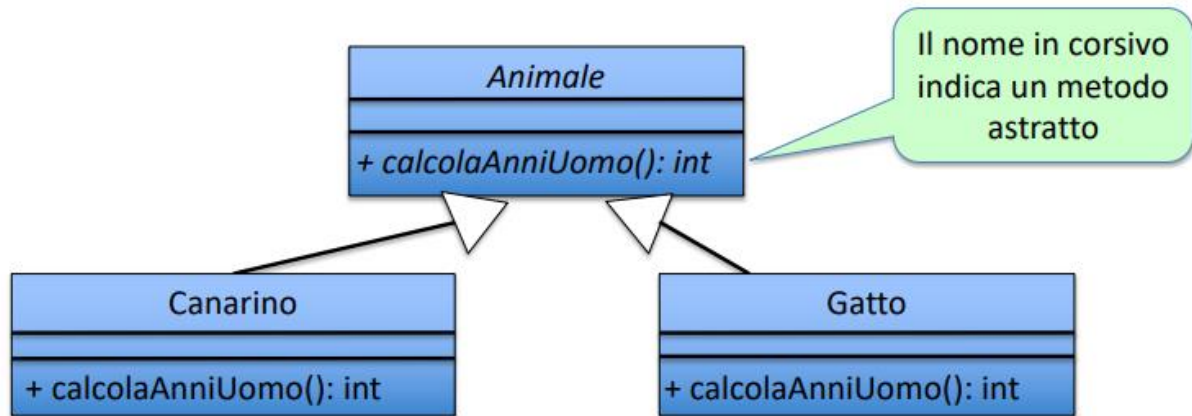 Animale
+ calcolaAnniUomo(): int
Il nome in corsivo
indica un metodo
astratto
Canarino
+ calcolaAnniUomo(): int
Gatto
+ calcolaAnniUomo(): int